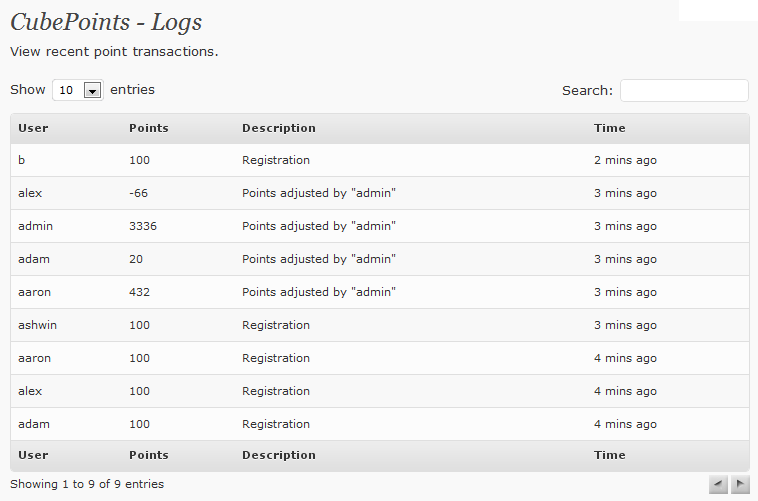 CubePoints - Logs
View recent point transactions.
Show 10 entries Search:
User Points Description Time
b 100 Registration 2 mins ago
alex -66 Points adjusted by "admin" 3 mins ago
admin 3336 Points adjusted by "admin" 3 mins ago
adam 20 Points adjusted by "admin" 3 mins ago
aaron 432 Points adjusted by "admin" 3 mins ago
ashwin 100 Registration 3 mins ago
aaron 100 Registration 4 mins ago
alex 100 Registration 4 mins ago
adam 100 Registration 4 mins ago
User Points Description Time
Showing 1 to 9 of 9 entries